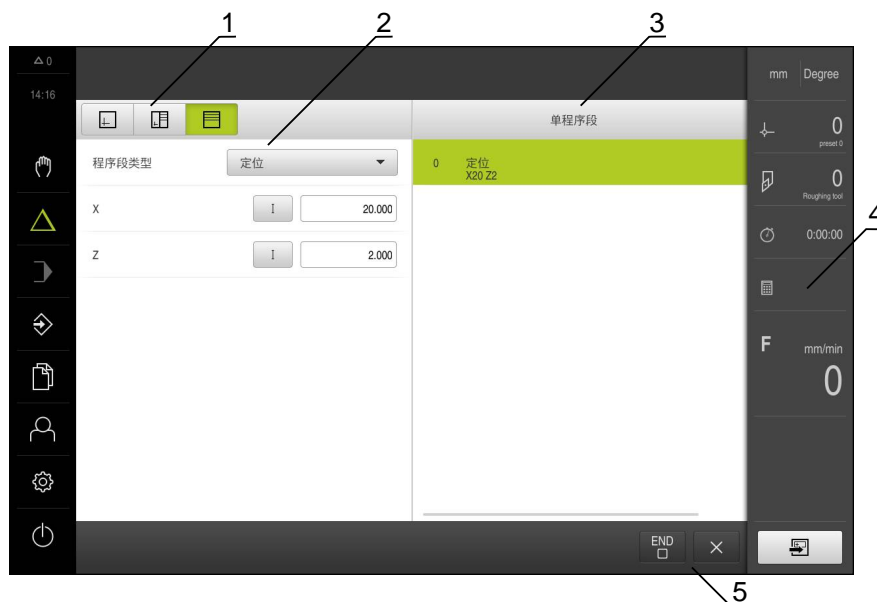 1
2
3
0
14:16
mm
Degree
单程序段
0
preset 0
程序段类型
定位
0
定位
X20 Z2
0
Roughing tool
X
I
20.000
4
0:00:00
Z
I
2.000
F
mm/min
0
END
5